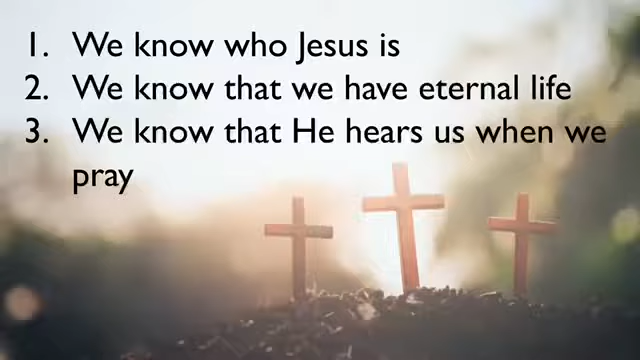 1. We know who Jesus is
2. We know that we have eternal life
3. We know that He hears us when we
pray